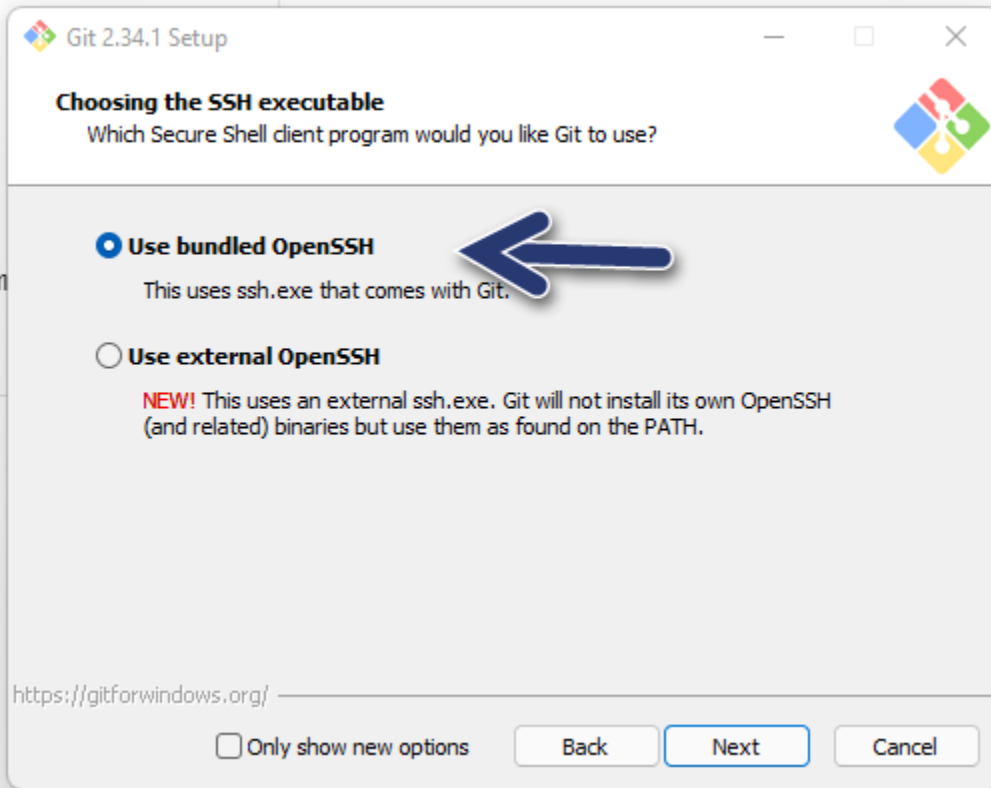 Git 2.34.1 Setup
Choosing the SSH executable
Which Secure Shell client program would you like Git to use?
Use bundled OpenSSH
This uses ssh.exe that comes with Git.
Use external OpenSSH
NEW! This uses an external ssh.exe. Git will not install its own OpenSSH
(and related) binaries but use them as found on the PATH.
https://gitforwindows.org/
Only show new options
Back
Next
Cancel